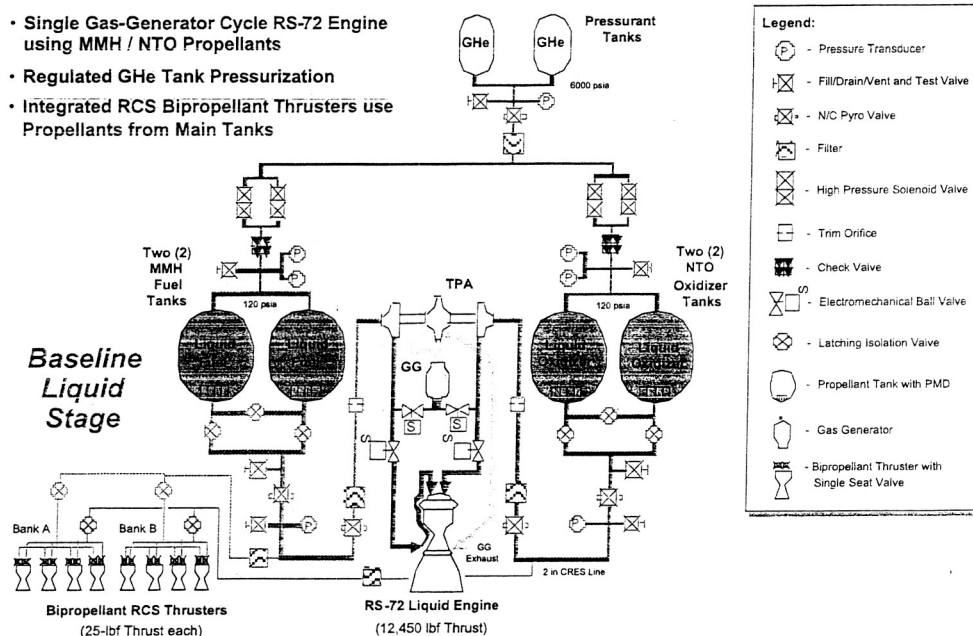 • Single Gas-Generator Cycle RS-72 Engine
using MMH / NTO Propellants
• Regulated GHe Tank Pressurization
• Integrated RCS Bipropellant Thrusters use
Propellants from Main Tanks
Pressurant
Tanks
GHe
GHe
6000 psia
P
Two (2)
MMH
Fuel
Tanks
P
P
120 psia
Liquid
Liquid
TPA
GG
S
S
S
S
P
P
Two (2)
NTO
Oxidizer
Tanks
120 psia
Liquid
Liquid
Baseline
Liquid
Stage
P
P
GG
Exhaust
2 in CRES Line
Bank A
Bank B
Bipropellant RCS Thrusters
(25-lbf Thrust each)
RS-72 Liquid Engine
(12,450 lbf Thrust)
Legend:
P - Pressure Transducer
- Fill/Drain/Vent and Test Valve
- N/C Pyro Valve
- Filter
- High Pressure Solenoid Valve
- Trim Orifice
- Check Valve
S - Electromechanical Ball Valve
- Latching Isolation Valve
- Propellant Tank with PMD
- Gas Generator
- Bipropellant Thruster with
Single Seat Valve